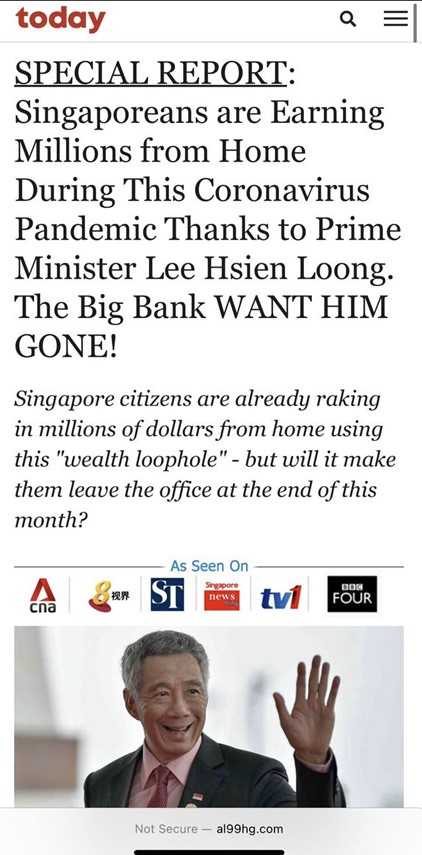 today
SPECIAL REPORT:
Singaporeans are Earning
Millions from Home
During This Coronavirus
Pandemic Thanks to Prime
Minister Lee Hsien Loong.
The Big Bank WANT HIM
GONE!
Singapore citizens are already raking
in millions of dollars from home using
this "wealth loophole" - but will it make
them leave the office at the end of this
month?
As Seen On
cna
8视界
ST
Singapore
news
tv1
BBC
FOUR
Not Secure — al99hg.com